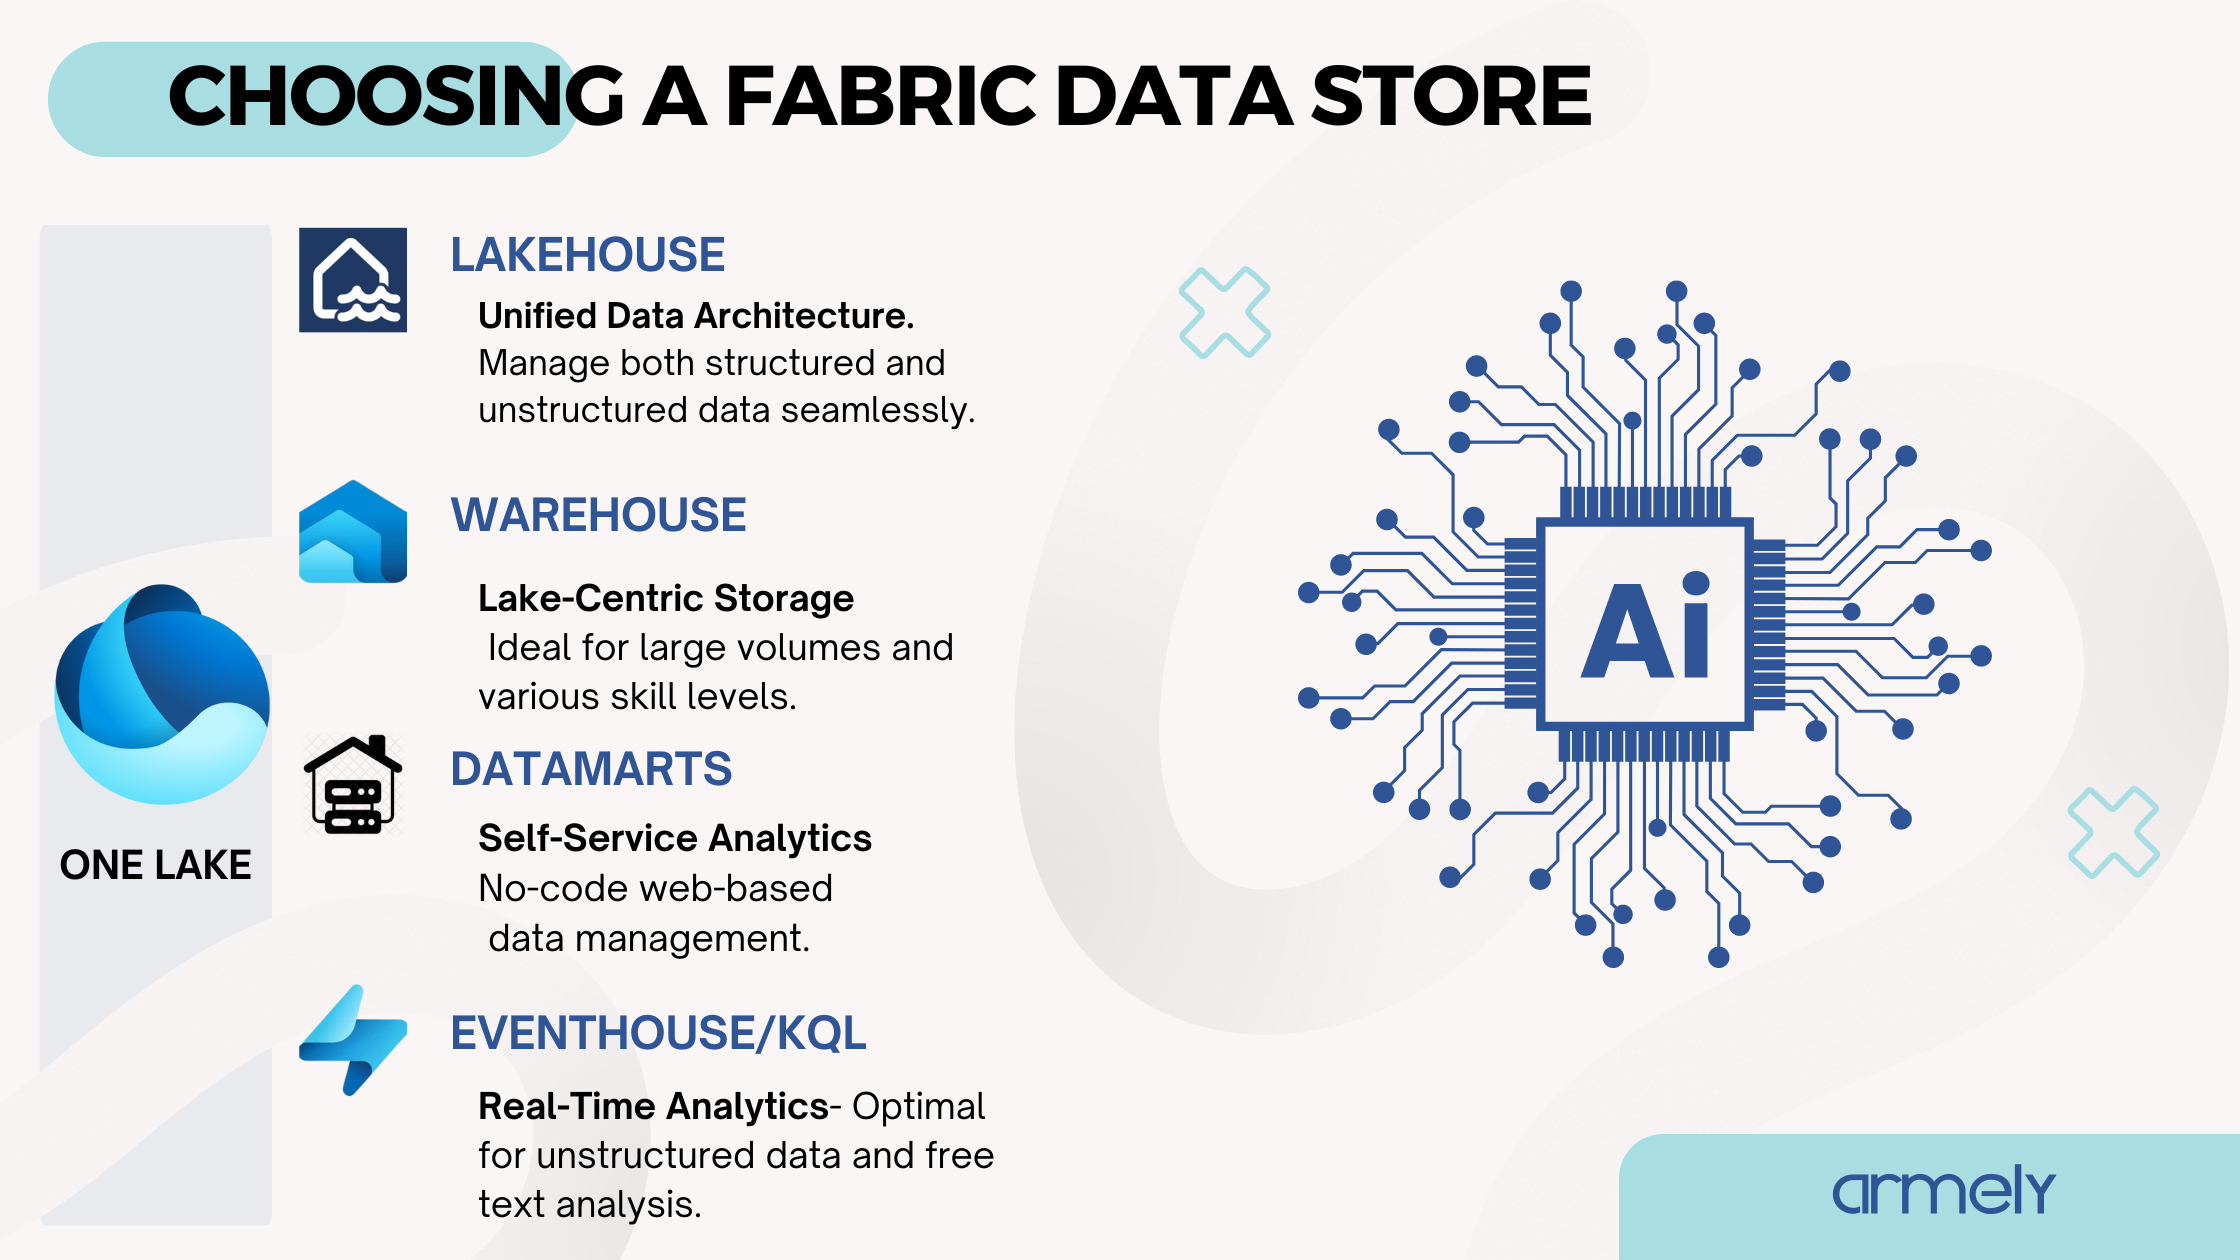 CHOOSING A FABRIC DATA STORE
ONE LAKE
LAKEHOUSE
Unified Data Architecture.
Manage both structured and
unstructured data seamlessly.
WAREHOUSE
Lake-Centric Storage
Ideal for large volumes and
various skill levels.
DATAMARTS
Self-Service Analytics
No-code web-based
data management.
EVENTHOUSE/KQL
Real-Time Analytics- Optimal
for unstructured data and free
text analysis.
Ai
armely